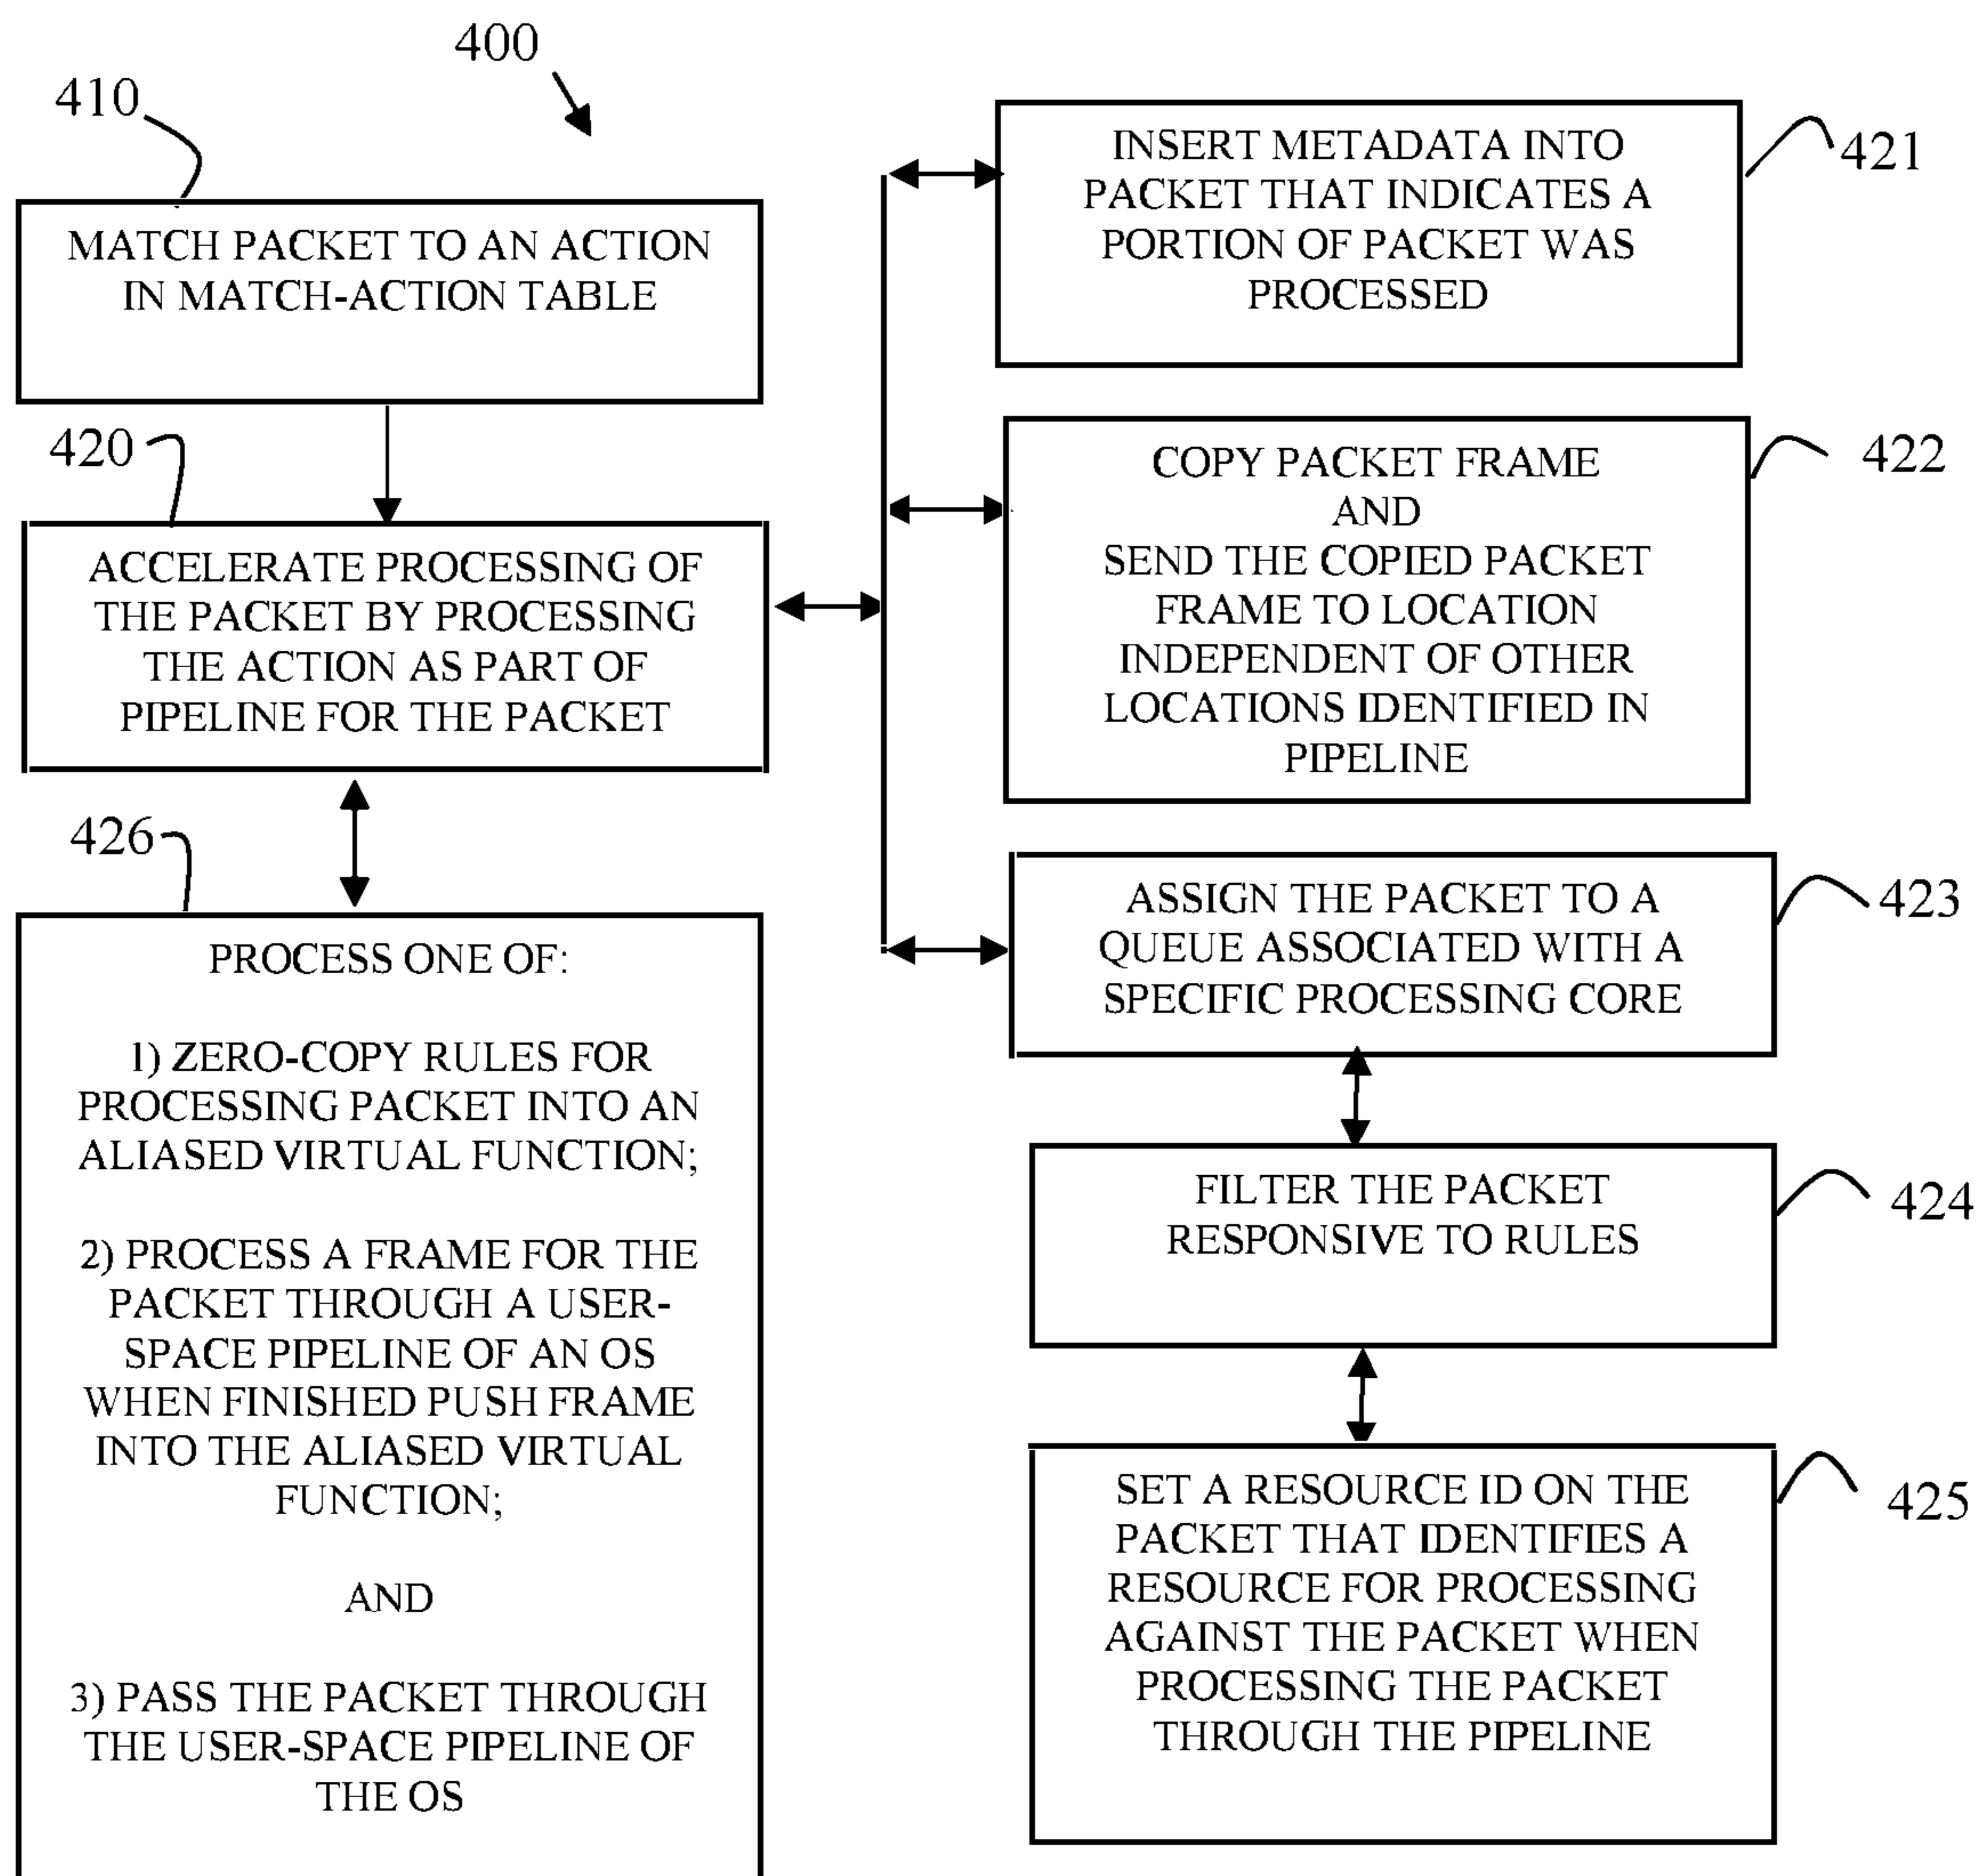 400
410
MATCH PACKET TO AN ACTION
IN MATCH-ACTION TABLE
420
ACCELERATE PROCESSING OF
THE PACKET BY PROCESSING
THE ACTION AS PART OF
PIPELINE FOR THE PACKET
426
PROCESS ONE OF:
1) ZERO-COPY RULES FOR
PROCESSING PACKET INTO AN
ALIASED VIRTUAL FUNCTION;
2) PROCESS A FRAME FOR THE
PACKET THROUGH A USER-
SPACE PIPELINE OF AN OS
WHEN FINISHED PUSH FRAME
INTO THE ALIASED VIRTUAL
FUNCTION;
AND
3) PASS THE PACKET THROUGH
THE USER-SPACE PIPELINE OF
THE OS
INSERT METADATA INTO
PACKET THAT INDICATES A
PORTION OF PACKET WAS
PROCESSED
421
COPY PACKET FRAME
AND
SEND THE COPIED PACKET
FRAME TO LOCATION
INDEPENDENT OF OTHER
LOCATIONS IDENTIFIED IN
PIPELINE
422
ASSIGN THE PACKET TO A
QUEUE ASSOCIATED WITH A
SPECIFIC PROCESSING CORE
423
FILTER THE PACKET
RESPONSIVE TO RULES
424
SET A RESOURCE ID ON THE
PACKET THAT IDENTIFIES A
RESOURCE FOR PROCESSING
AGAINST THE PACKET WHEN
PROCESSING THE PACKET
THROUGH THE PIPELINE
425